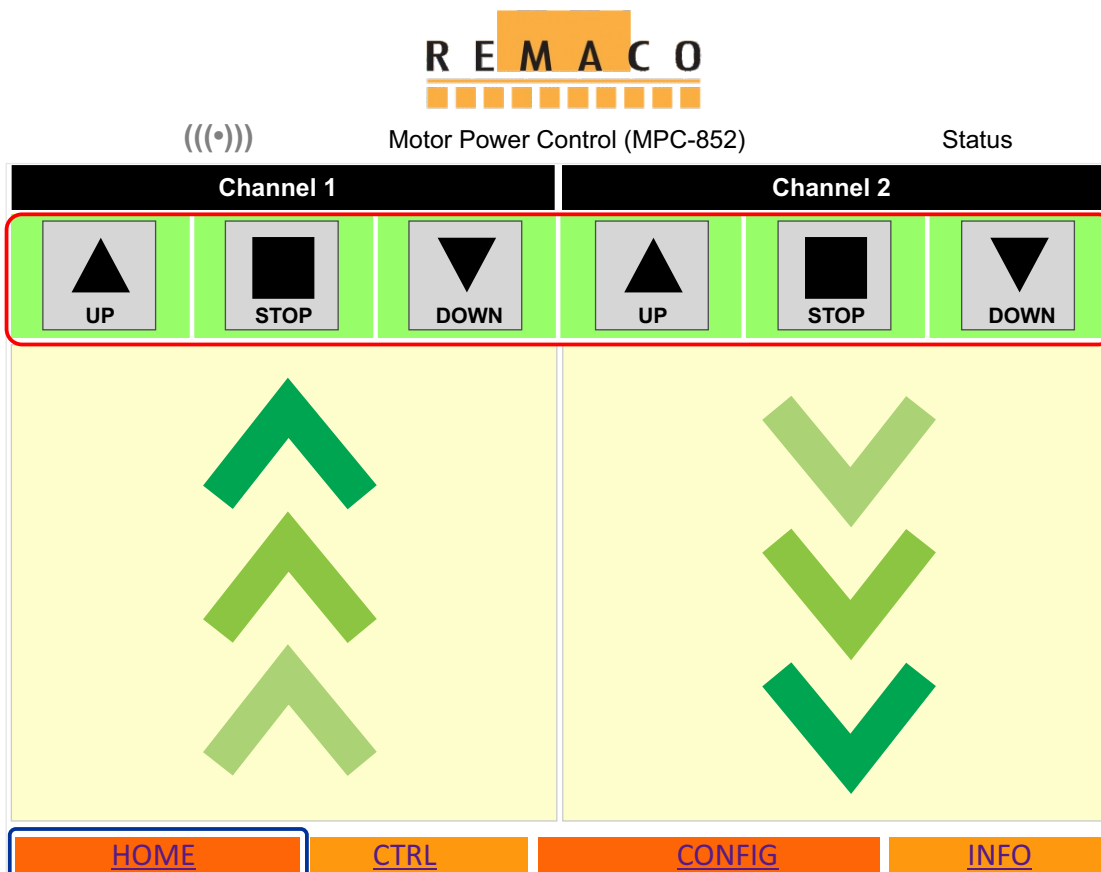 REMACO
Motor Power Control (MPC-852) Status
Channel 1 Channel 2
UP STOP DOWN UP STOP DOWN
HOME CTRL CONFIG INFO